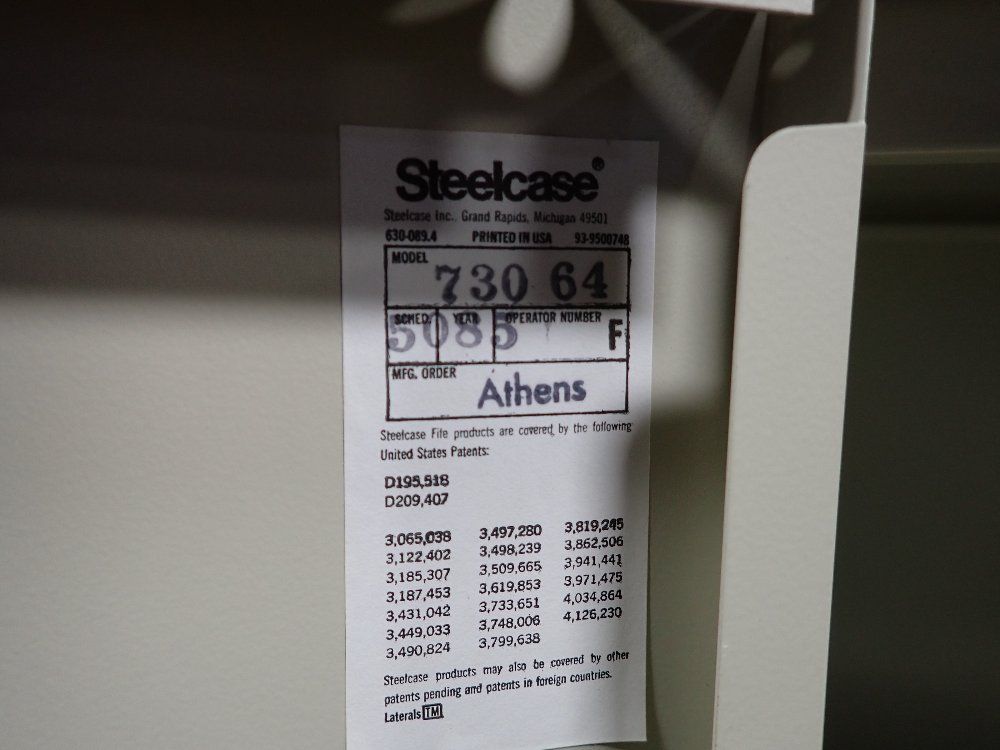 Steelcase®
Steelcase Inc., Grand Rapids, Michigan 49501
630-089.4 PRINTED IN USA 93-9500748
MODEL 730 64
SCHED. YEAR OPERATOR NUMBER
5085 F
MFG. ORDER Athens
Steelcase File products are covered by the following
United States Patents:
D195,518
D209,407
3,065,038 3,497,280 3,819,245
3,122,402 3,498,239 3,862,506
3,185,307 3,509,665 3,941,441
3,187,453 3,619,853 3,971,475
3,431,042 3,733,651 4,034,864
3,449,033 3,748,006 4,126,230
3,490,824 3,799,638
Steelcase products may also be covered by other
patents pending and patents in foreign countries.
Laterals TM